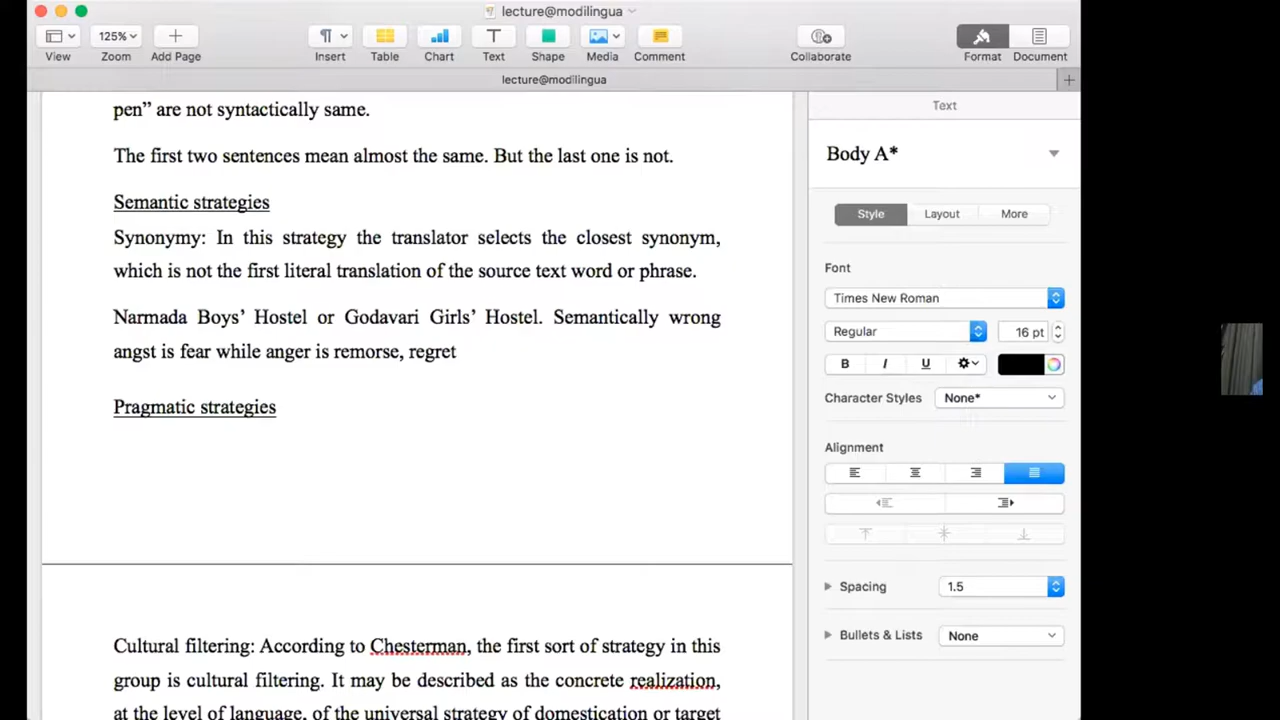 lecture@modilingua
125%
View
Zoom
Add Page
Insert
Table
Chart
Text
Shape
Media
Comment
Collaborate
Format
Document
lecture@modilingua
pen” are not syntactically same.
The first two sentences mean almost the same. But the last one is not.
Semantic strategies
Synonymy: In this strategy the translator selects the closest synonym,
which is not the first literal translation of the source text word or phrase.
Narmada Boys’ Hostel or Godavari Girls’ Hostel. Semantically wrong
angst is fear while anger is remorse, regret
Pragmatic strategies
Cultural filtering: According to Chesterman, the first sort of strategy in this
group is cultural filtering. It may be described as the concrete realization,
at the level of language, of the universal strategy of domestication or target
Text
Body A*
Style
Layout
More
Font
Times New Roman
Regular
16 pt
B I U
Character Styles
None*
Alignment
Spacing
1.5
Bullets & Lists
None